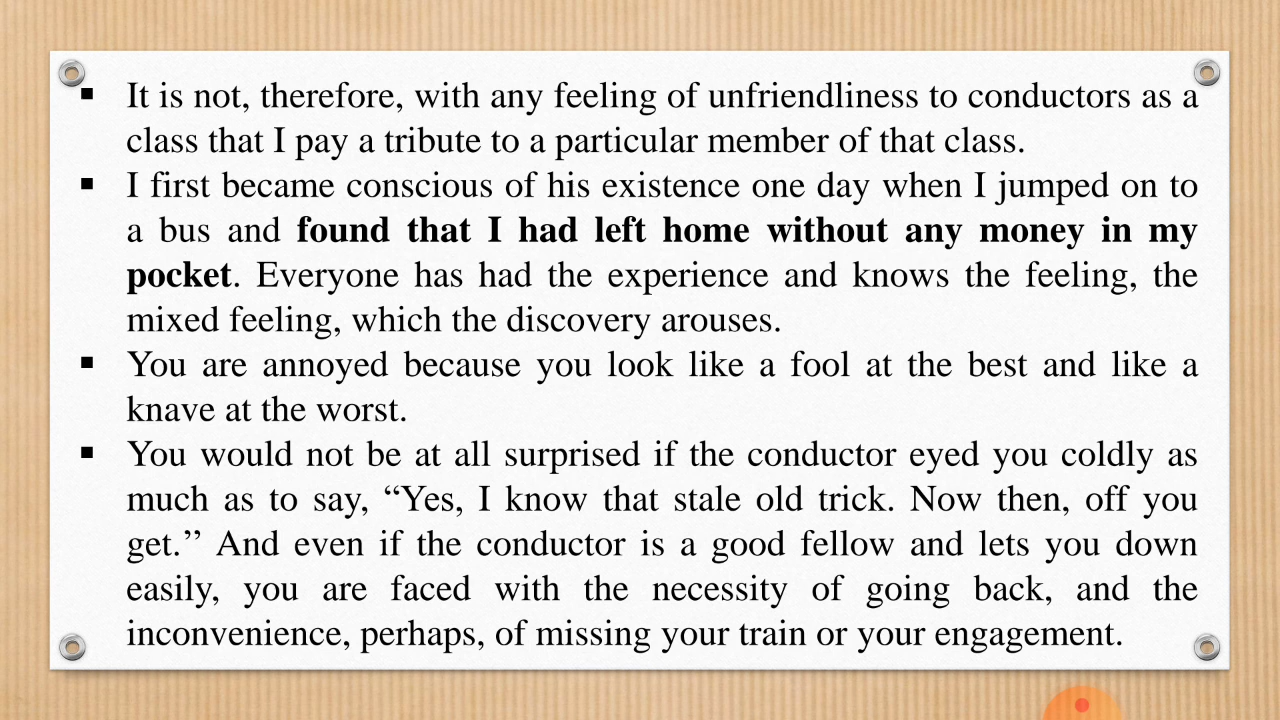 ▪ It is not, therefore, with any feeling of unfriendliness to conductors as a
class that I pay a tribute to a particular member of that class.
▪ I first became conscious of his existence one day when I jumped on to
a bus and found that I had left home without any money in my
pocket. Everyone has had the experience and knows the feeling, the
mixed feeling, which the discovery arouses.
▪ You are annoyed because you look like a fool at the best and like a
knave at the worst.
▪ You would not be at all surprised if the conductor eyed you coldly as
much as to say, “Yes, I know that stale old trick. Now then, off you
get.’’ And even if the conductor is a good fellow and lets you down
easily, you are faced with the necessity of going back, and the
inconvenience, perhaps, of missing your train or your engagement.